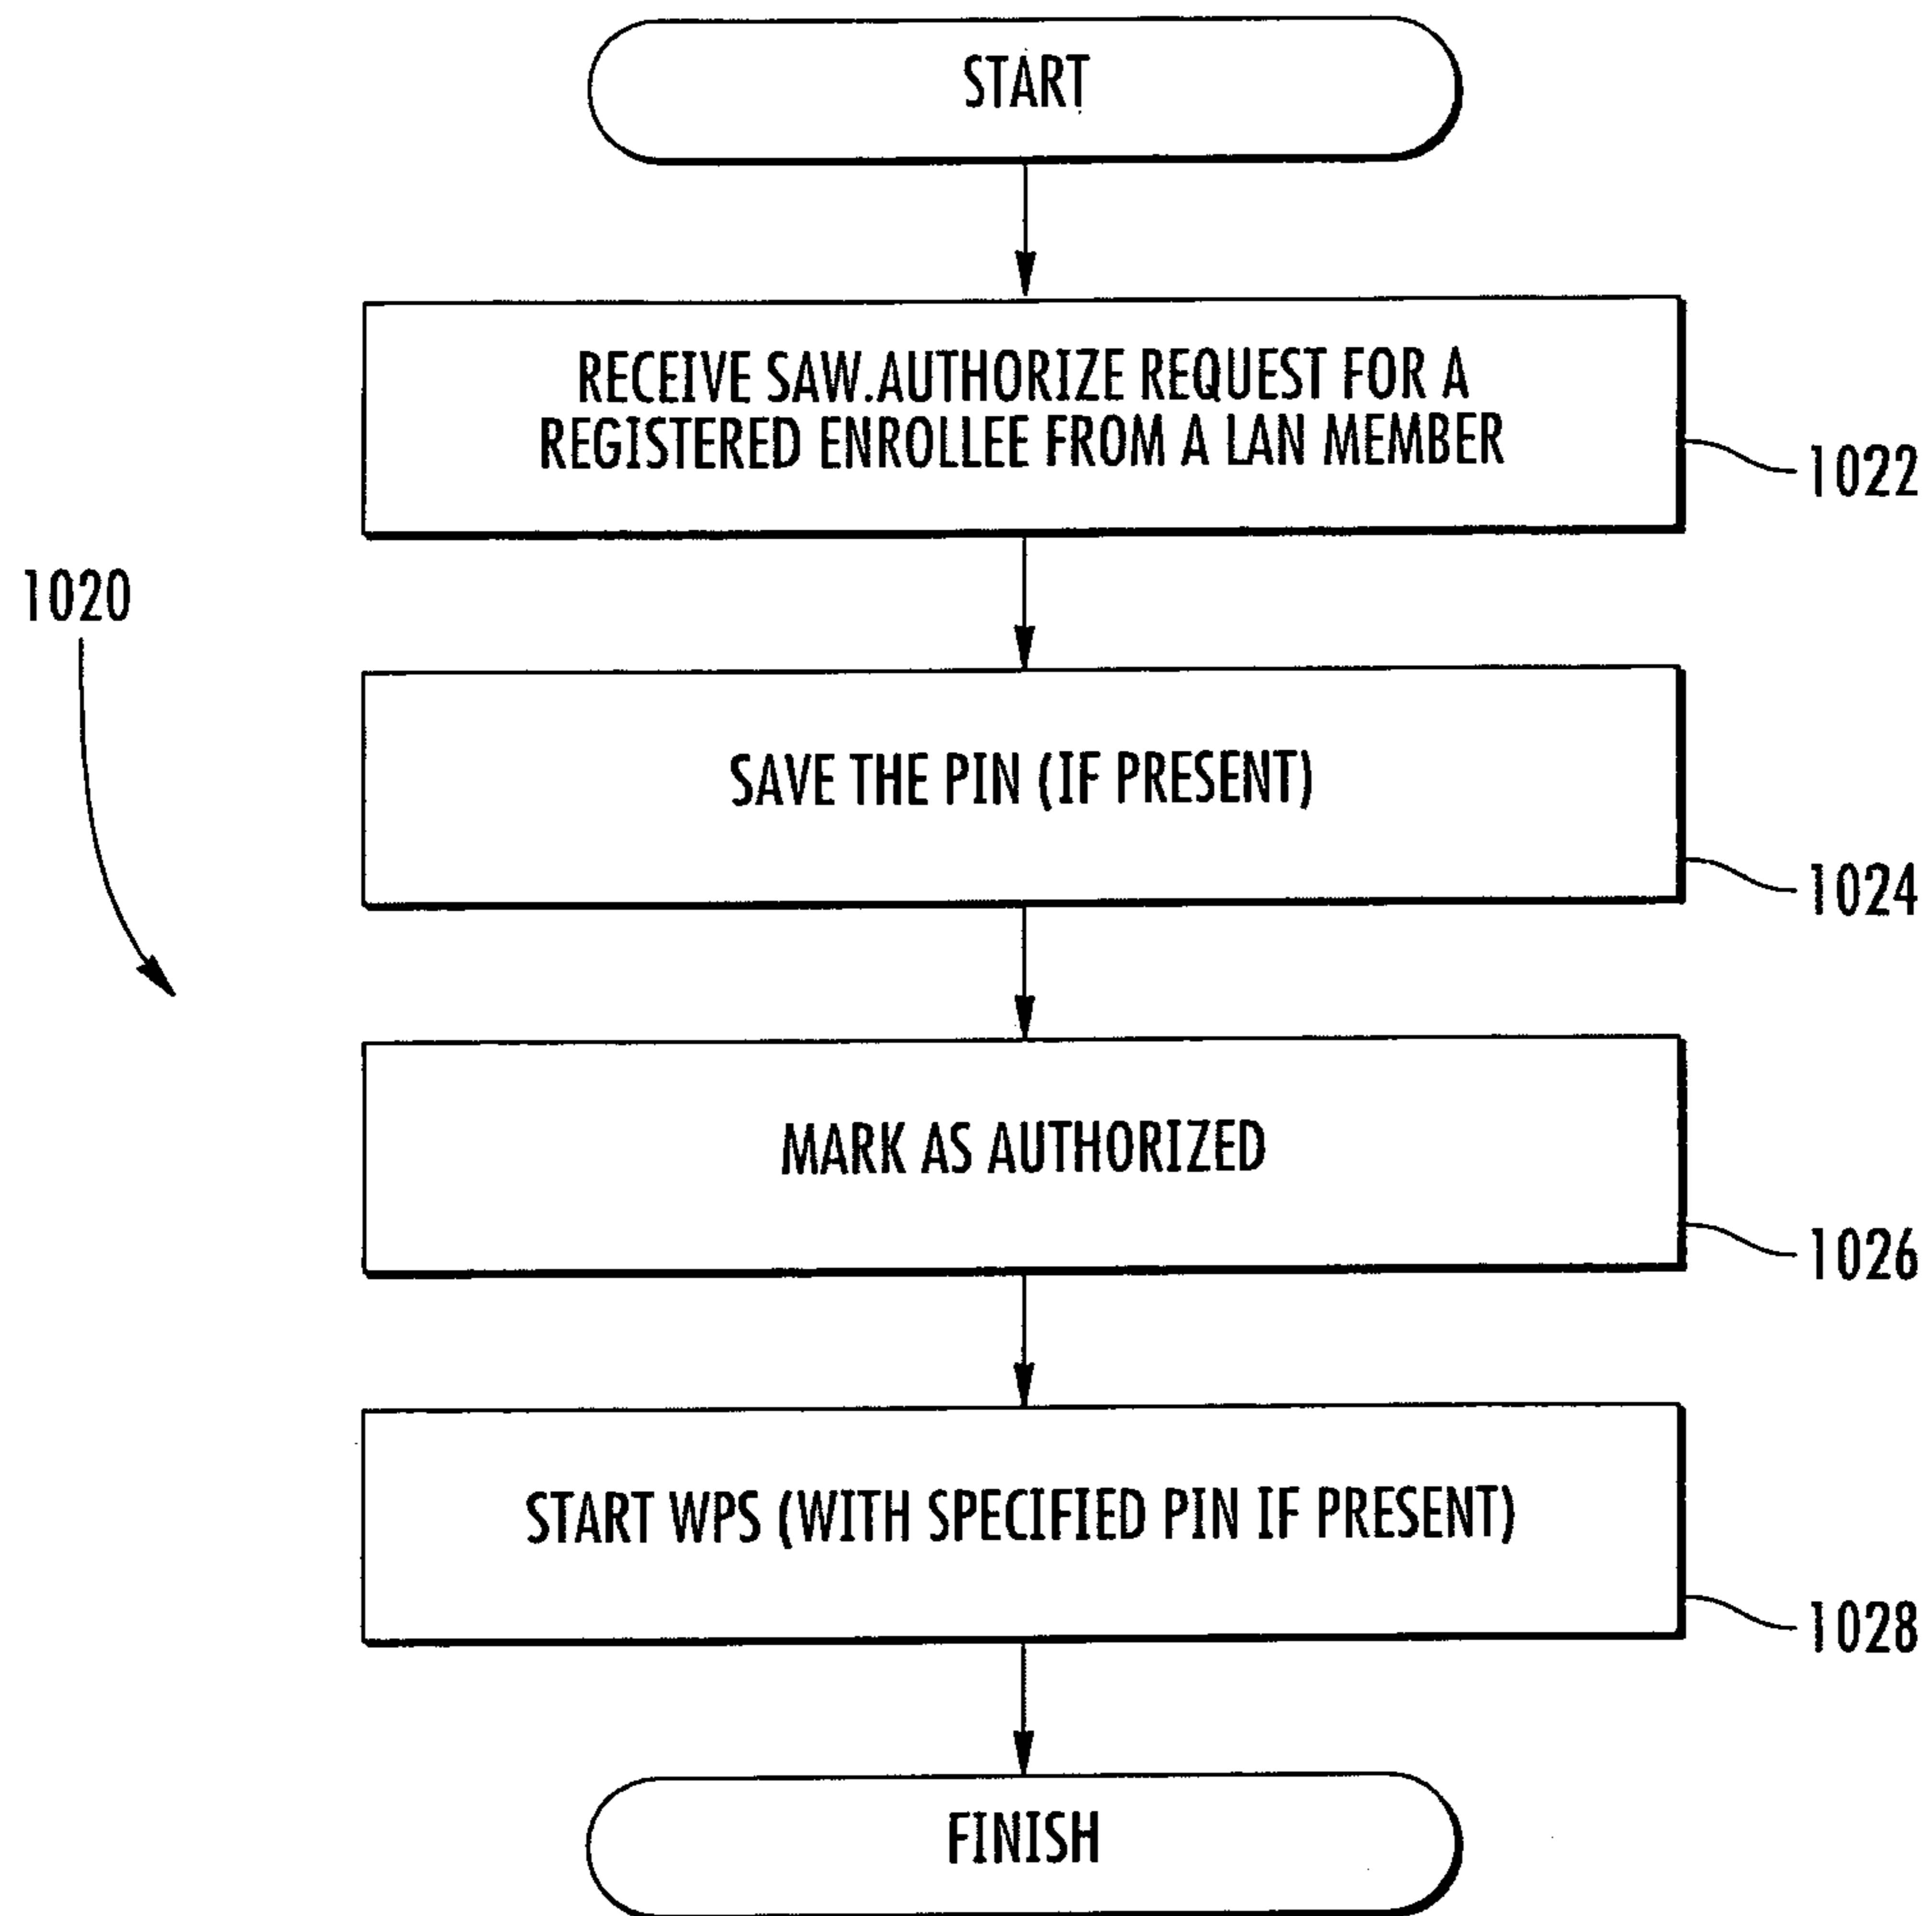 START
RECEIVE SAW.AUTHORIZE REQUEST FOR A
REGISTERED ENROLLEE FROM A LAN MEMBER
1022
1020
SAVE THE PIN (IF PRESENT)
1024
MARK AS AUTHORIZED
1026
START WPS (WITH SPECIFIED PIN IF PRESENT)
1028
FINISH